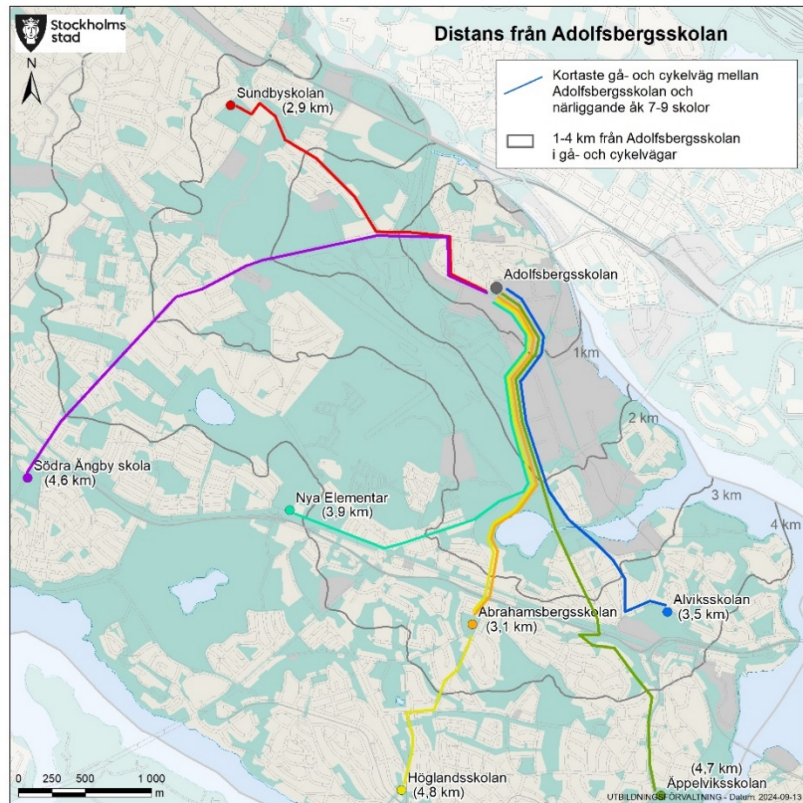 Stockholms
stad
Distans från Adolfsbergsskolan
N
Kortaste gå- och cykelväg mellan
Adolfsbergsskolan och
närliggande åk 7-9 skolor
1-4 km från Adolfsbergsskolan
i gå- och cykelvägar
Sundbyskolan
(2,9 km)
Adolfsbergsskolan
1km
2 km
3 km
4 km
Södra Ängby skola
(4,6 km)
Nya Elementar
(3,9 km)
Abrahamsbergsskolan
(3,1 km)
Alviksskolan
(3,5 km)
Höglandsskolan
(4,8 km)
(4,7 km)
Äppelviksskolan
0 250 500 1 000
m
UTBILDNINGSFÖRVALTNING - Datum: 2024-09-13